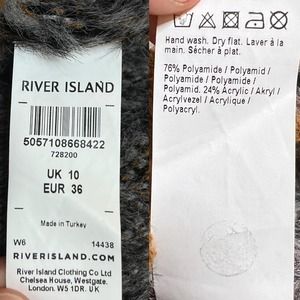 RIVER ISLAND
5057108668422
728200
UK 10
EUR 36
Made in Turkey
W6 14438
RIVERISLAND.COM
River Island Clothing Co Ltd
Chelsea House, Westgate.
London. W5 1DR. UK
Hand wash. Dry flat. Laver à la
main. Sécher à plat.
76% Polyamide / Polyamid /
Polyamide / Polyamide /
Polyamid. 24% Acrylic / Akryl /
Acrylvezel / Acrylique /
Polyacryl.